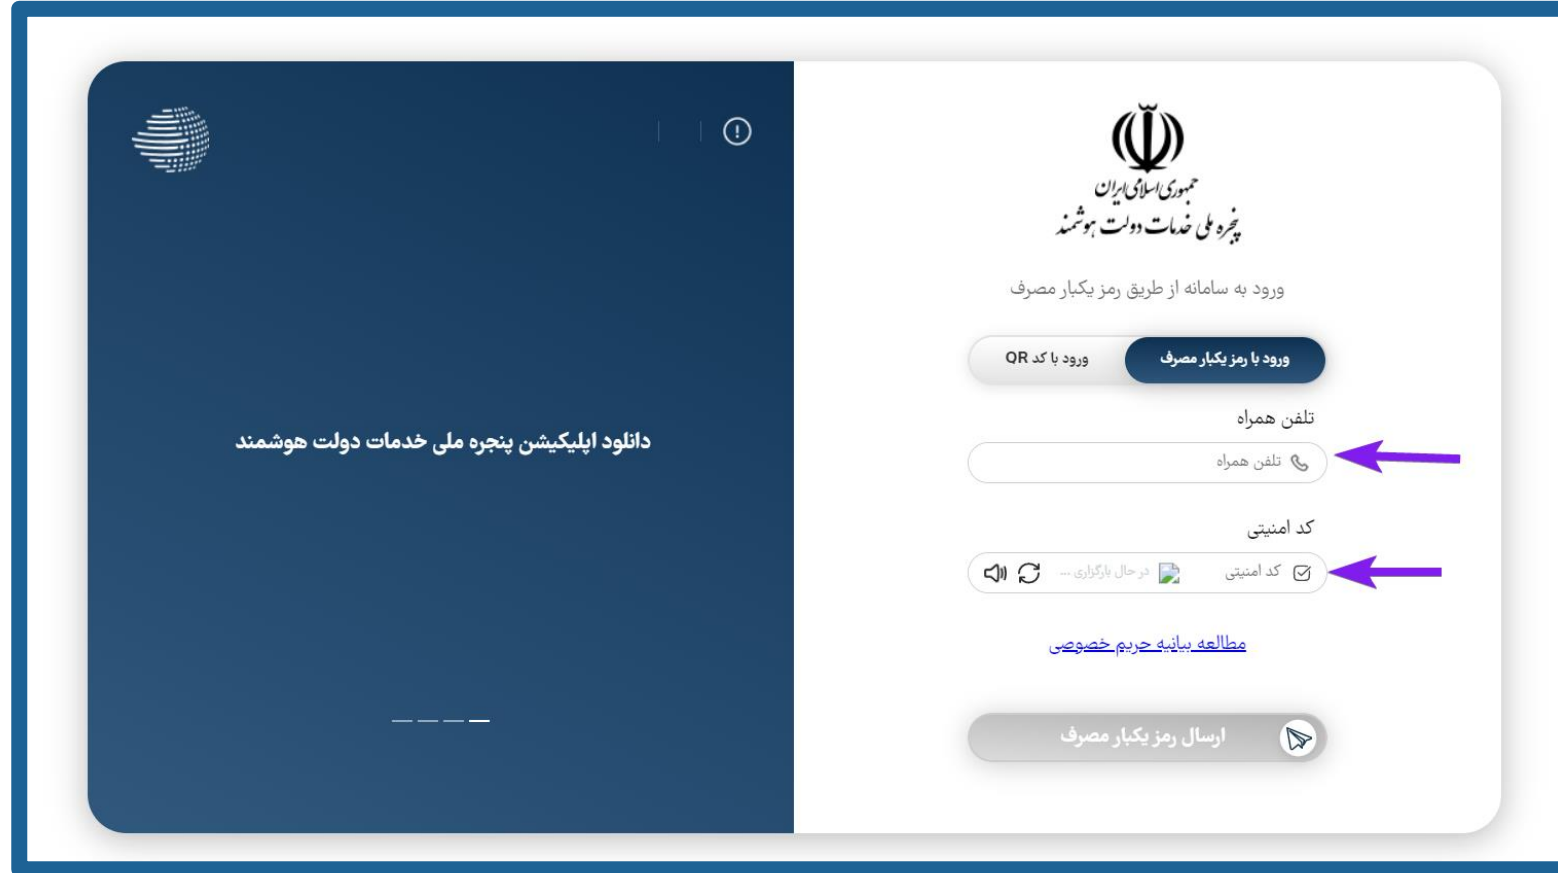 جمهوری اسلامی ایران
پنجره ملی خدمات دولت هوشمند
ورود به سامانه از طریق رمز یکبار مصرف
ورود با رمز یکبار مصرف
ورود با کد QR
تلفن همراه
تلفن همراه
کد امنیتی
کد امنیتی
در حال بارگزاری ...
مطالعه بیانیه حریم خصوصی
ارسال رمز یکبار مصرف
دانلود اپلیکیشن پنجره ملی خدمات دولت هوشمند